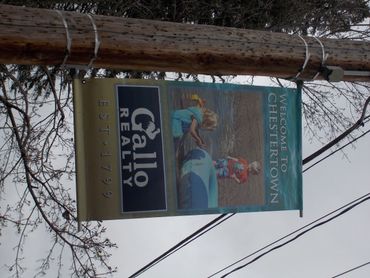 WELCOME TO
CHESTERTOWN
Gallo
REALTY
EST·1799